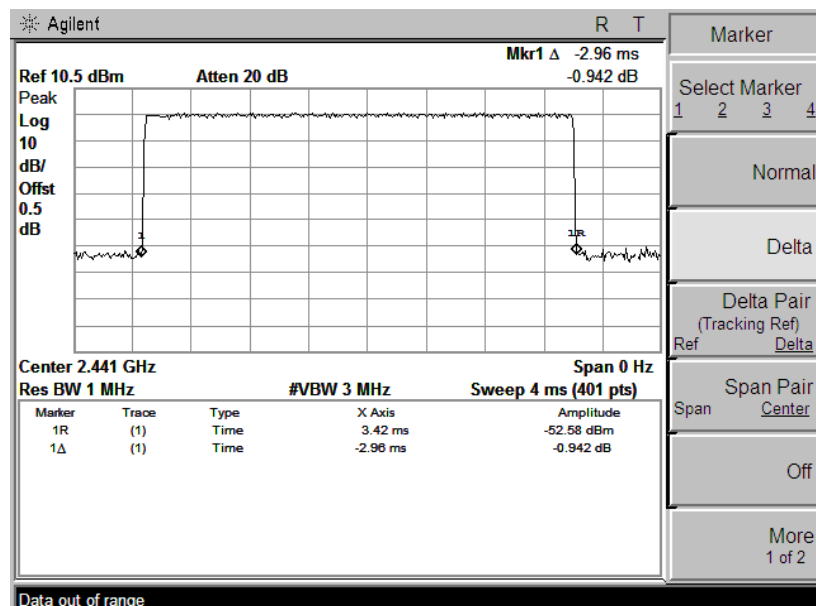 Agilent R T
Mkr1 Δ -2.96 ms
Ref 10.5 dBm Atten 20 dB -0.942 dB
Peak
Log
10
dB/
Offst
0.5
dB
1
1R
Center 2.441 GHz Span 0 Hz
Res BW 1 MHz #VBW 3 MHz Sweep 4 ms (401 pts)
Marker Trace Type X Axis Amplitude
1R (1) Time 3.42 ms -52.58 dBm
1Δ (1) Time -2.96 ms -0.942 dB
Marker
Select Marker
1 2 3 4
Normal
Delta
Delta Pair
(Tracking Ref)
Ref Delta
Span Pair
Span Center
Off
More
1 of 2
Data out of range